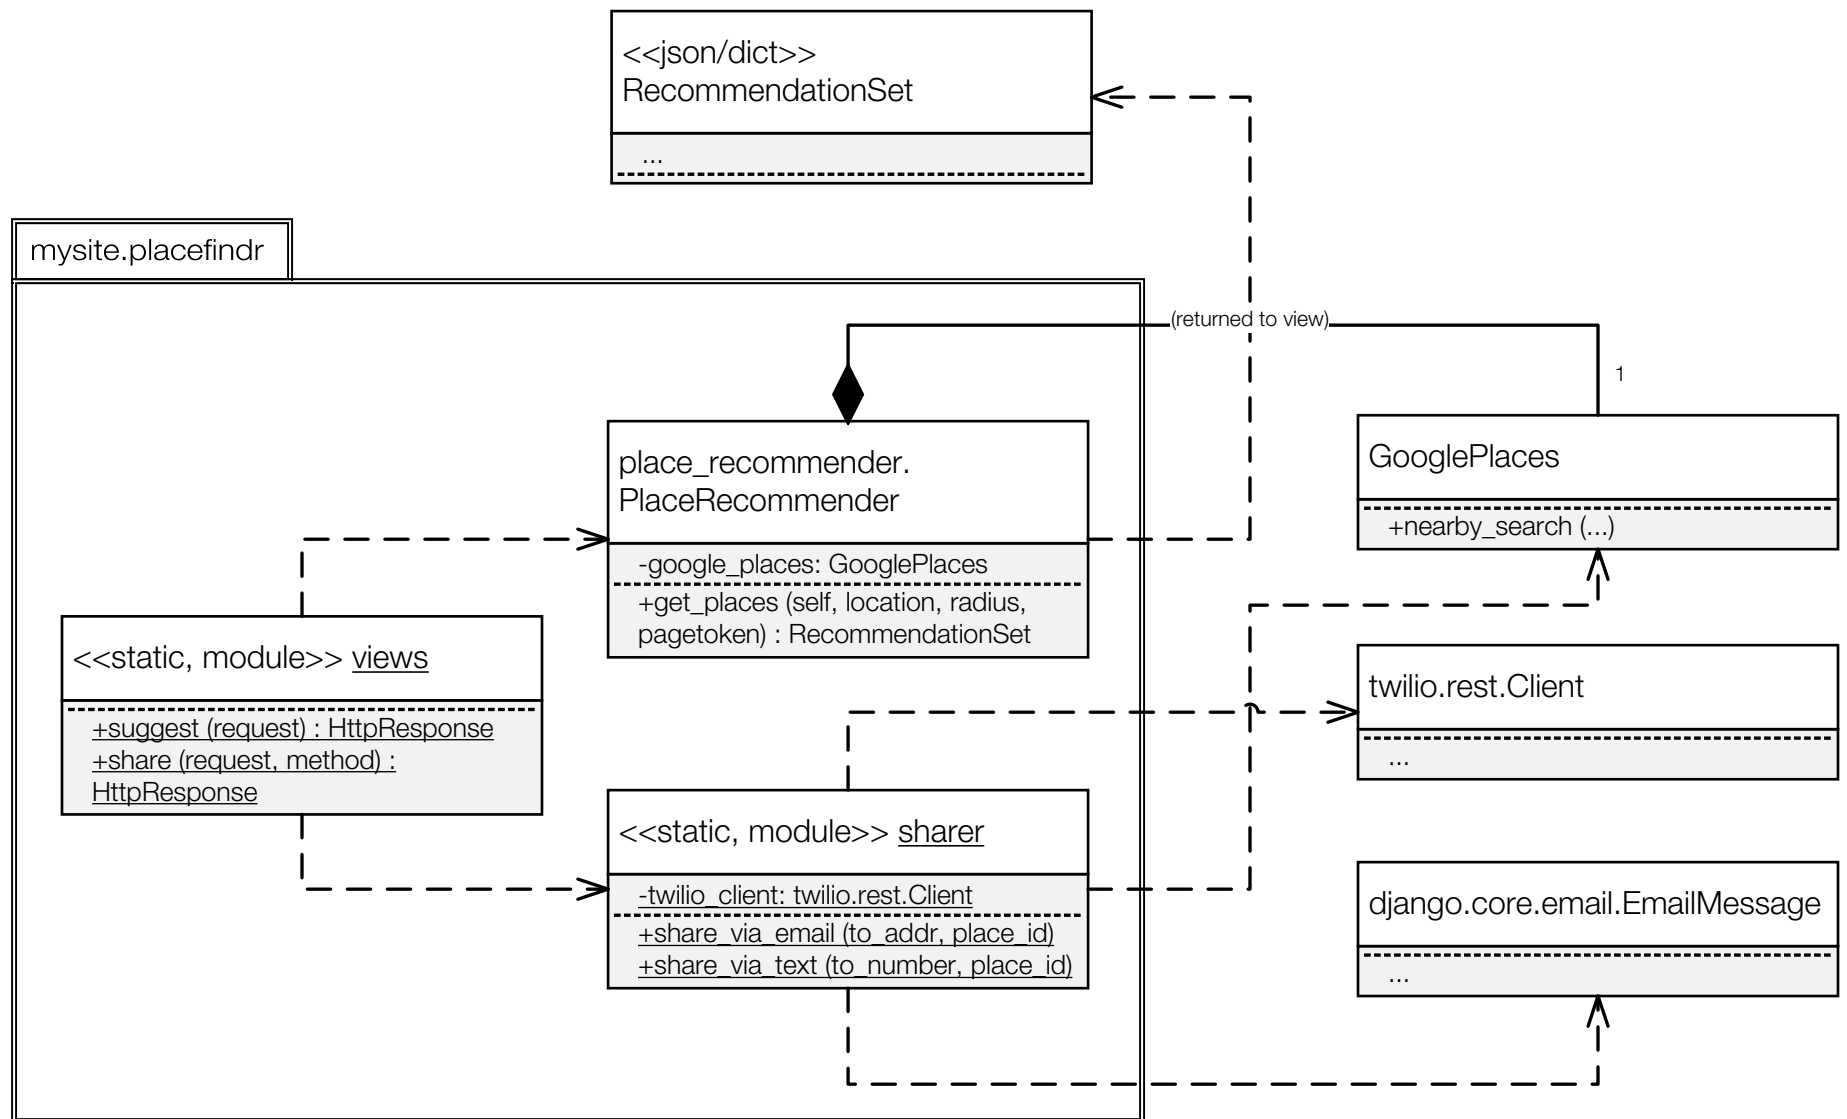 <<json/dict>>
RecommendationSet
...
mysite.placefindr
(returned to view)
1
place_recommender.
PlaceRecommender
-google_places: GooglePlaces
+get_places (self, location, radius,
pagetoken) : RecommendationSet
GooglePlaces
+nearby_search (...)
<<static, module>> views
+suggest (request) : HttpResponse
+share (request, method) :
HttpResponse
twilio.rest.Client
...
<<static, module>> sharer
-twilio_client: twilio.rest.Client
+share_via_email (to_addr, place_id)
+share_via_text (to_number, place_id)
django.core.email.EmailMessage
...